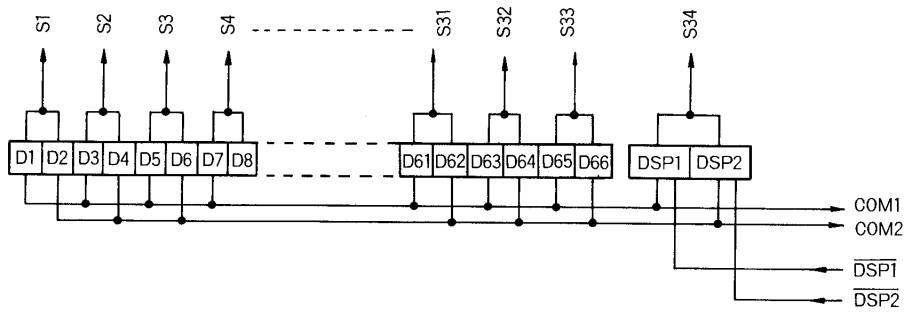 S1 S2 S3 S4 S31 S32 S33 S34
D1 D2 D3 D4 D5 D6 D7 D8 D61 D62 D63 D64 D65 D66 DSP1 DSP2
COM1
COM2
DSP1
DSP2